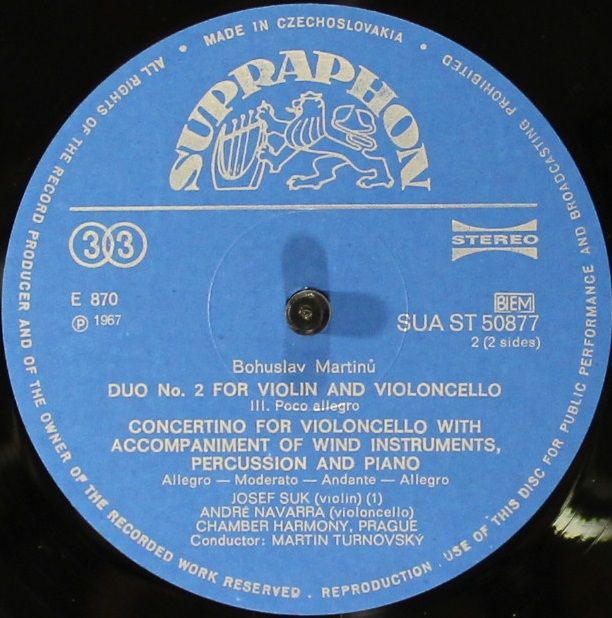 MADE IN CZECHOSLOVAKIA
ALL RIGHTS OF THE RECORD PRODUCER AND OF THE OWNER OF THE RECORDED WORK RESERVED . REPRODUCTION . USE OF THIS DISC FOR PUBLIC PERFORMANCE AND BROADCASTING PROHIBITED
SUPRAPHON
33
STEREO
E 870
BIEM
℗ 1967
SUA ST 50877
2 (2 sides)
Bohuslav Martinů
DUO No. 2 FOR VIOLIN AND VIOLONCELLO
III. Poco allegro
CONCERTINO FOR VIOLONCELLO WITH
ACCOMPANIMENT OF WIND INSTRUMENTS,
PERCUSSION AND PIANO
Allegro — Moderato — Andante — Allegro
JOSEF SUK (violin) (1)
ANDRÉ NAVARRA (violoncello)
CHAMBER HARMONY, PRAGUE
Conductor: MARTIN TURNOVSKÝ